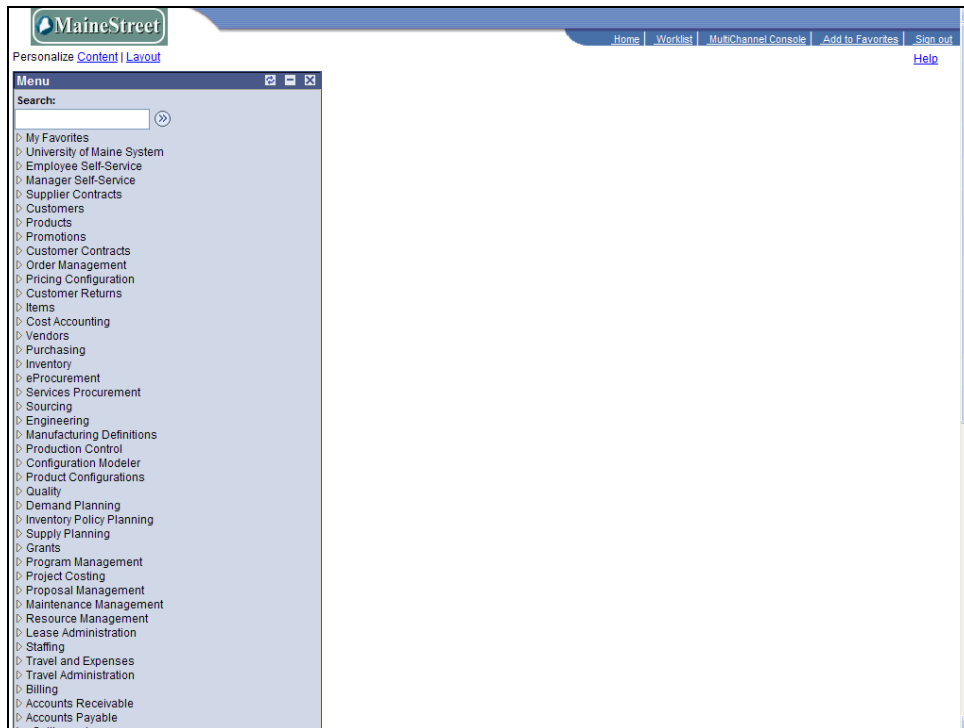 MaineStreet
Home Worklist MultiChannel Console Add to Favorites Sign out
Personalize Content | Layout
Help
Menu
Search:
My Favorites
University of Maine System
Employee Self-Service
Manager Self-Service
Supplier Contracts
Customers
Products
Promotions
Customer Contracts
Order Management
Pricing Configuration
Customer Returns
Items
Cost Accounting
Vendors
Purchasing
Inventory
eProcurement
Services Procurement
Sourcing
Engineering
Manufacturing Definitions
Production Control
Configuration Modeler
Product Configurations
Quality
Demand Planning
Inventory Policy Planning
Supply Planning
Grants
Program Management
Project Costing
Proposal Management
Maintenance Management
Resource Management
Lease Administration
Staffing
Travel and Expenses
Travel Administration
Billing
Accounts Receivable
Accounts Payable